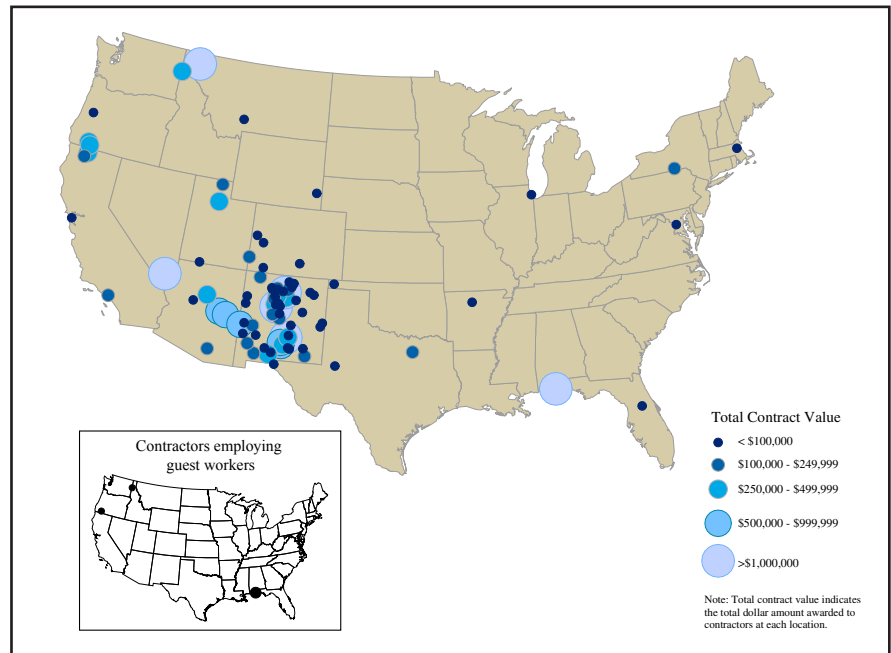 Total Contract Value
< $100,000
$100,000 - $249,999
$250,000 - $499,999
$500,000 - $999,999
>$1,000,000
Note: Total contract value indicates
the total dollar amount awarded to
contractors at each location.
Contractors employing
guest workers